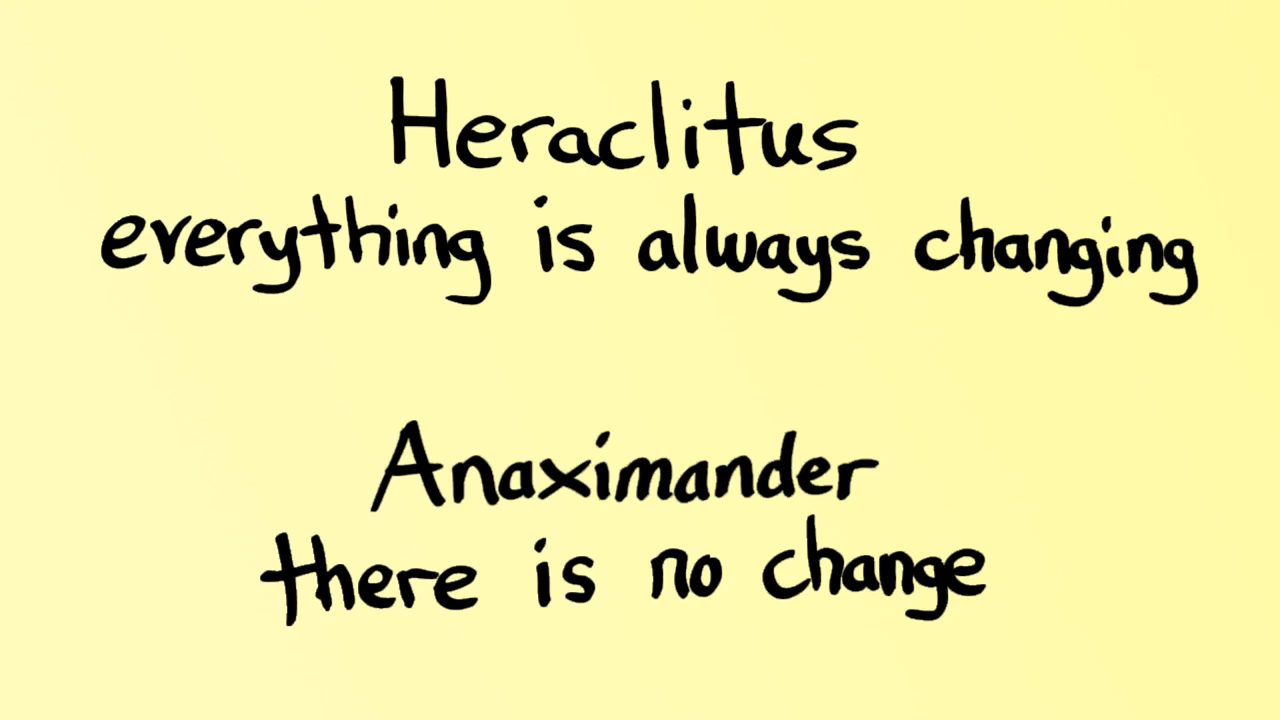 Heraclitus
everything is always changing
Anaximander
there is no change